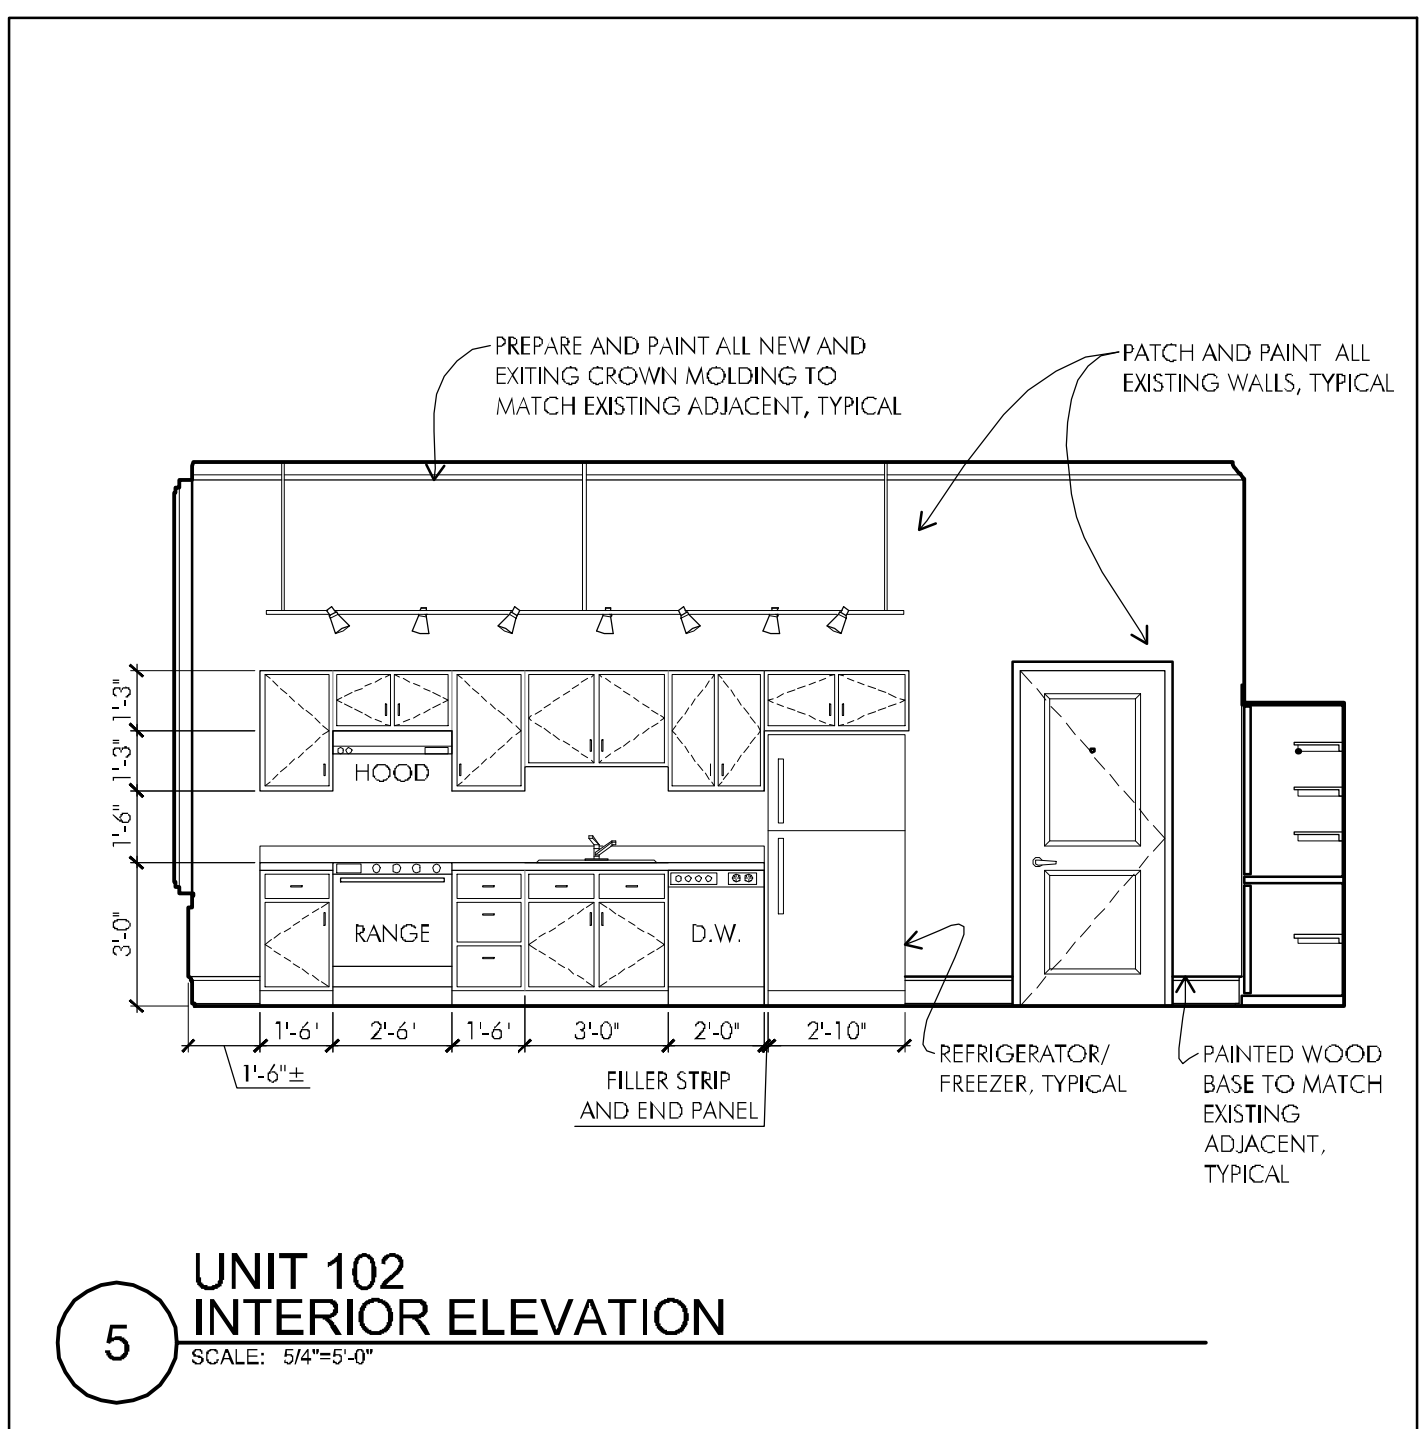 PREPARE AND PAINT ALL NEW AND
EXITING CROWN MOLDING TO
MATCH EXISTING ADJACENT, TYPICAL
PATCH AND PAINT ALL
EXISTING WALLS, TYPICAL
1'-3"
1'-3"
1'-6"
3'-0"
HOOD
RANGE
D.W.
1'-6'
2'-6'
1'-6'
3'-0"
2'-0"
2'-10"
1'-6"±
FILLER STRIP
AND END PANEL
REFRIGERATOR/
FREEZER, TYPICAL
PAINTED WOOD
BASE TO MATCH
EXISTING
ADJACENT,
TYPICAL
5
UNIT 102
INTERIOR ELEVATION
SCALE: 5/4"=5'-0"